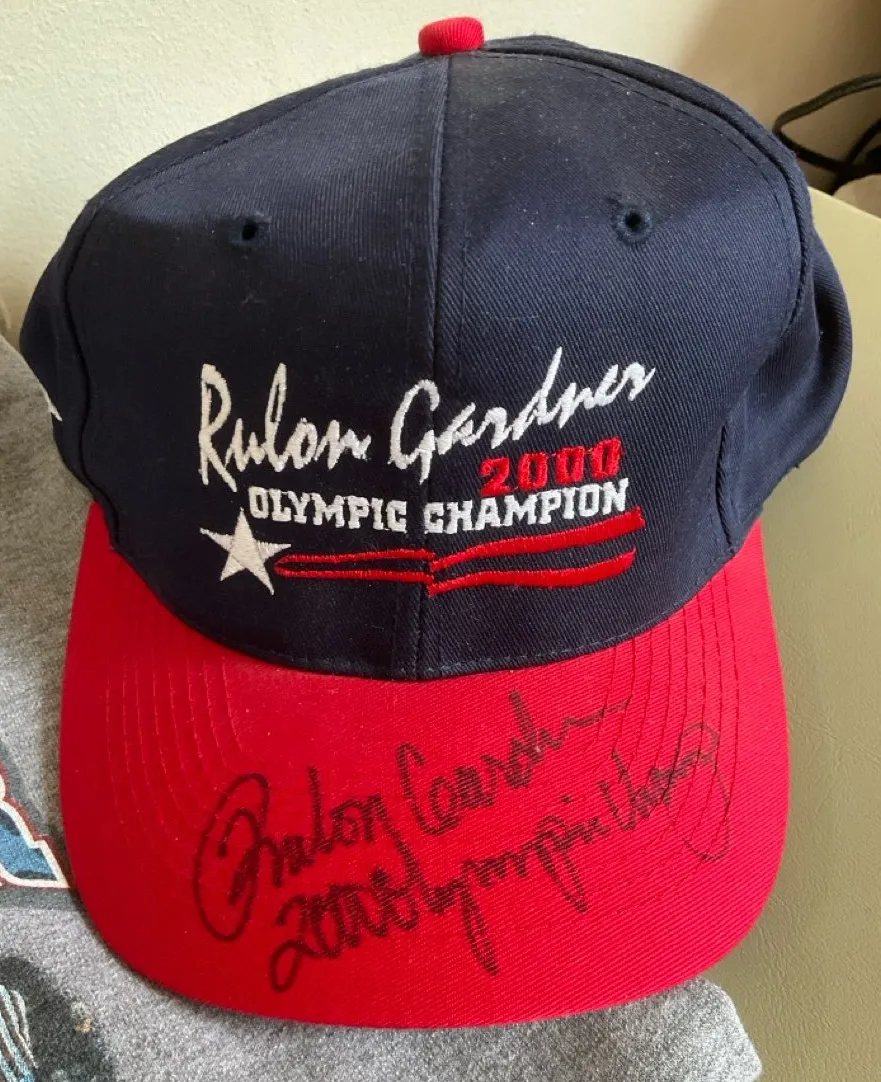 Rulon Gardner
2000
OLYMPIC CHAMPION
Rulon Gardner
2000 Olympic Champ